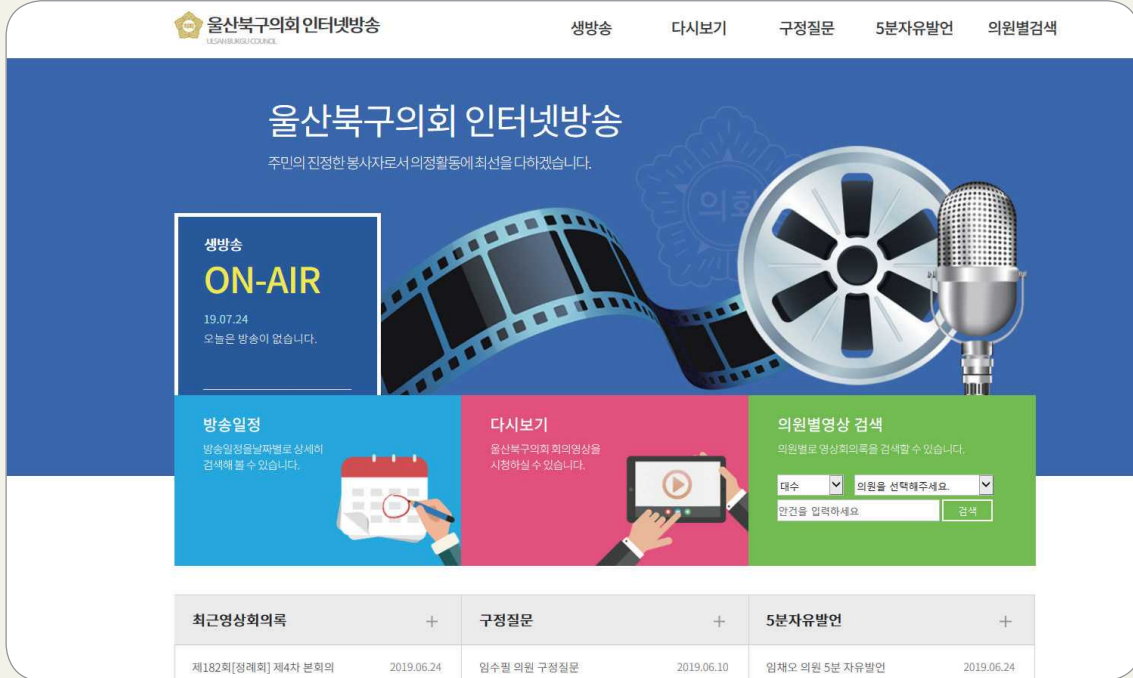 울산북구의회 인터넷방송
ULSAN BUKGU COUNCIL
생방송 다시보기 구정질문 5분자유발언 의원별검색
울산북구의회 인터넷방송
주민의 진정한 봉사자로서 의정활동에 최선을 다하겠습니다.
의회
생방송
ON-AIR
19.07.24
오늘은 방송이 없습니다.
방송일정
방송일정을 날짜별로 상세히
검색해 볼 수 있습니다.
다시보기
울산북구의회 회의영상을
시청하실 수 있습니다.
의원별영상 검색
의원별로 영상회의록을 검색할 수 있습니다.
대수 의원을 선택해주세요.
안건을 입력하세요 검색
최근영상회의록 +
제182회[정례회] 제4차 본회의 2019.06.24
구정질문 +
임수필 의원 구정질문 2019.06.10
5분자유발언 +
임채오 의원 5분 자유발언 2019.06.24